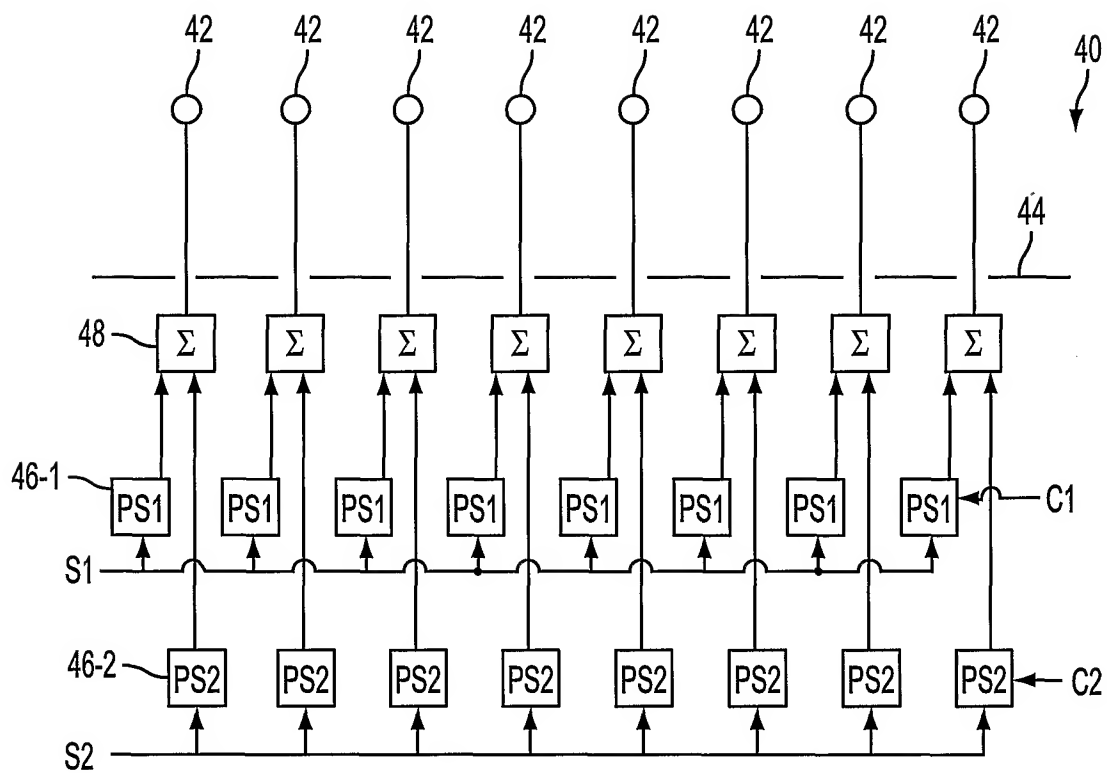 42 42 42 42 42 42 42 42
40
44
48 Σ Σ Σ Σ Σ Σ Σ Σ
46-1 PS1 PS1 PS1 PS1 PS1 PS1 PS1 PS1 C1
S1
46-2 PS2 PS2 PS2 PS2 PS2 PS2 PS2 PS2 C2
S2